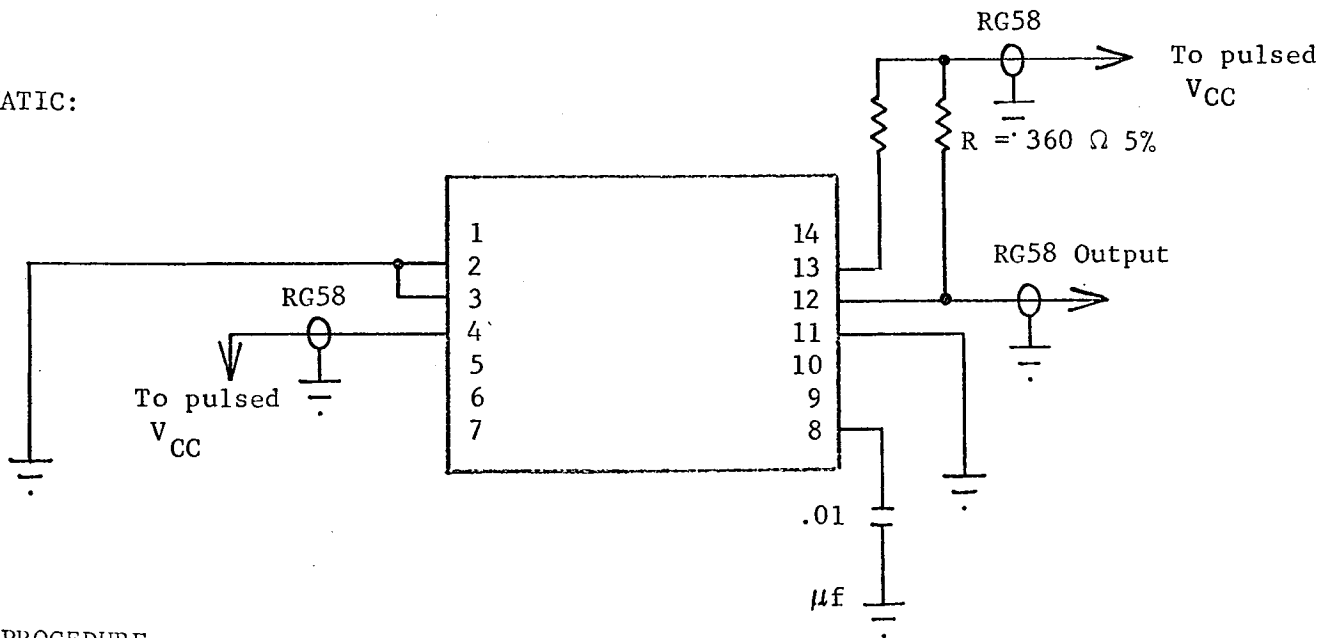 RG58
To pulsed
VCC
ATIC:
R = 360 Ω 5%
1
2
3
4
5
6
7
14
13
12
11
10
9
8
RG58 Output
RG58
To pulsed
VCC
.01
μf
PROCEDURE